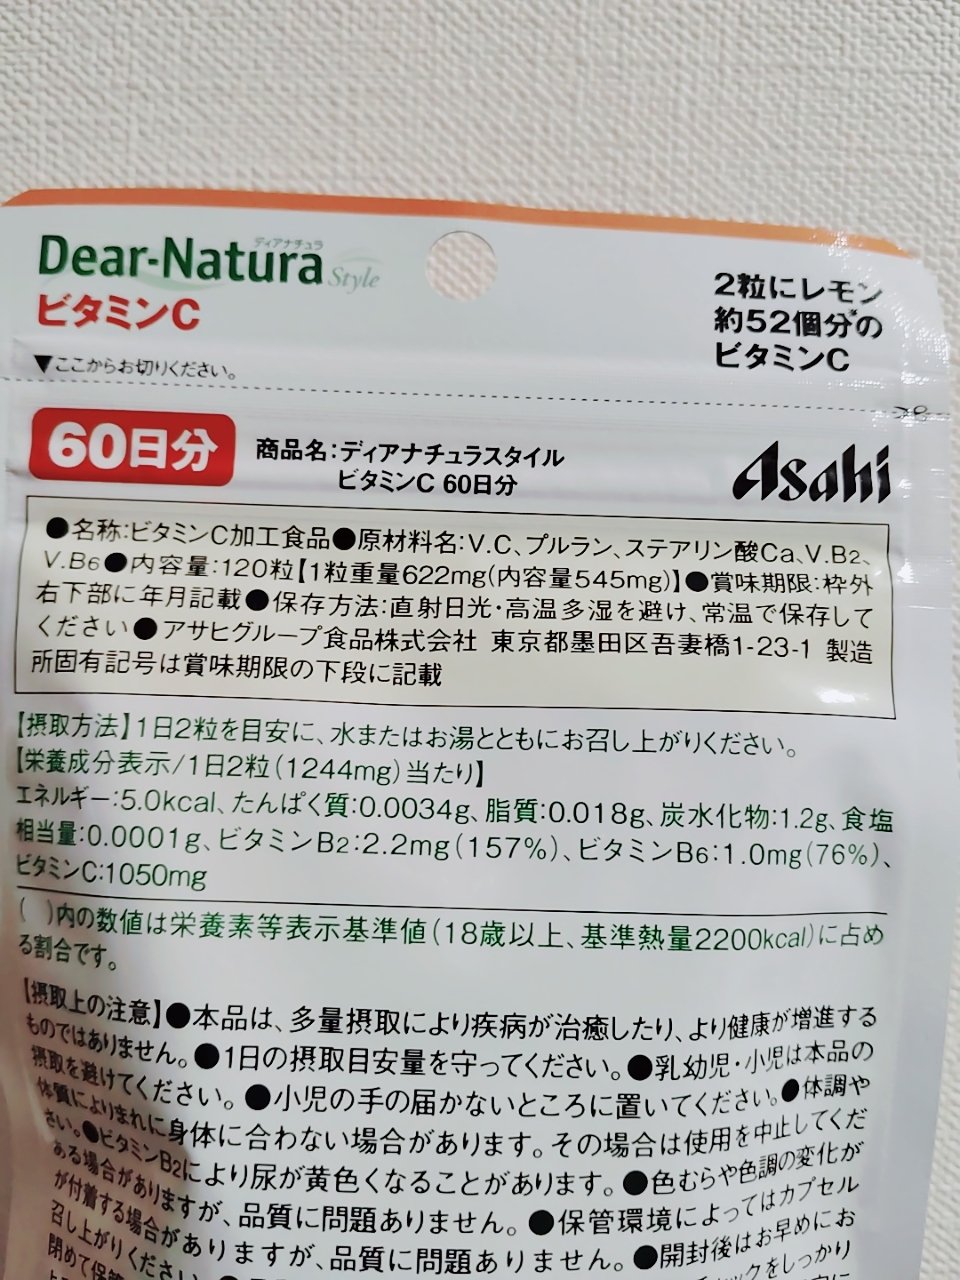 ディアナチュラ
Dear-Natura Style
ビタミンC
2粒にレモン
約52個分※の
ビタミンC
▼ここからお切りください。
60日分
商品名:ディアナチュラスタイル
ビタミンC 60日分
Asahi
●名称:ビタミンC加工食品●原材料名:V.C、プルラン、ステアリン酸Ca、V.B2、
V.B6●内容量:120粒【1粒重量622mg(内容量545mg)】●賞味期限:枠外
右下部に年月記載●保存方法:直射日光・高温多湿を避け、常温で保存して
ください●アサヒグループ食品株式会社 東京都墨田区吾妻橋1-23-1 製造
所固有記号は賞味期限の下段に記載
【摂取方法】1日2粒を目安に、水またはお湯とともにお召し上がりください。
【栄養成分表示/1日2粒(1244mg)当たり】
エネルギー:5.0kcal、たんぱく質:0.0034g、脂質:0.018g、炭水化物:1.2g、食塩
相当量:0.0001g、ビタミンB2:2.2mg(157%)、ビタミンB6:1.0mg(76%)、
ビタミンC:1050mg
( )内の数値は栄養素等表示基準値(18歳以上、基準熱量2200kcal)に占め
る割合です。
【摂取上の注意】●本品は、多量摂取により疾病が治癒したり、より健康が増進する
ものではありません。●1日の摂取目安量を守ってください。●乳幼児・小児は本品の
摂取を避けてください。●小児の手の届かないところに置いてください。●体調や
体質によりまれに身体に合わない場合があります。その場合は使用を中止してくだ
さい。●ビタミンB2により尿が黄色くなることがあります。●色むらや色調の変化が
ある場合がありますが、品質に問題ありません。●保管環境によってはカプセル
が付着する場合がありますが、品質に問題ありません。●開封後はお早めにお
召し上がりください。
チャックをしっかり
閉めて保管